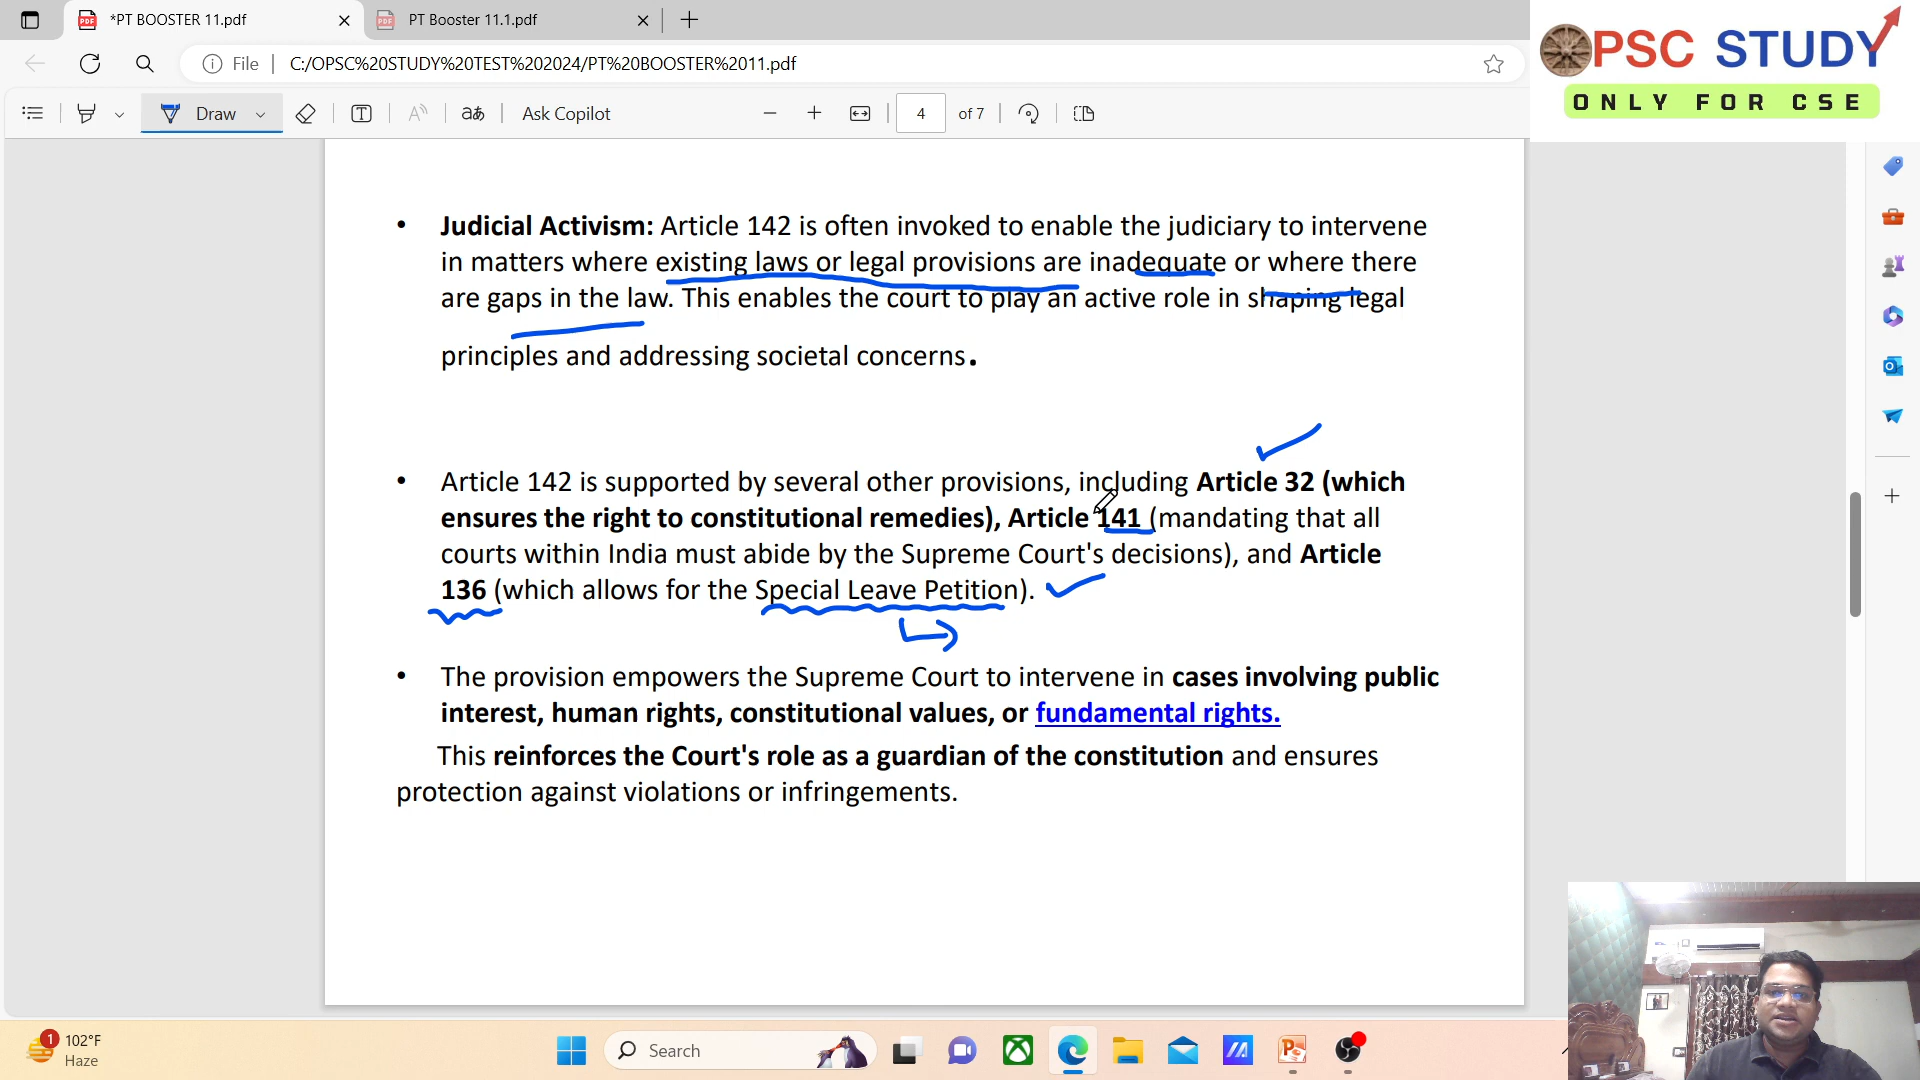 *PT BOOSTER 11.pdf
PT Booster 11.1.pdf
File
C:/OPSC%20STUDY%20TEST%202024/PT%20BOOSTER%2011.pdf
PSC STUDY
ONLY FOR CSE
Draw
aあ
Ask Copilot
4
of 7
• Judicial Activism: Article 142 is often invoked to enable the judiciary to intervene
in matters where existing laws or legal provisions are inadequate or where there
are gaps in the law. This enables the court to play an active role in shaping legal
principles and addressing societal concerns.
• Article 142 is supported by several other provisions, including Article 32 (which
ensures the right to constitutional remedies), Article 141 (mandating that all
courts within India must abide by the Supreme Court's decisions), and Article
136 (which allows for the Special Leave Petition).
• The provision empowers the Supreme Court to intervene in cases involving public
interest, human rights, constitutional values, or fundamental rights.
This reinforces the Court's role as a guardian of the constitution and ensures
protection against violations or infringements.
1
102°F
Haze
Search